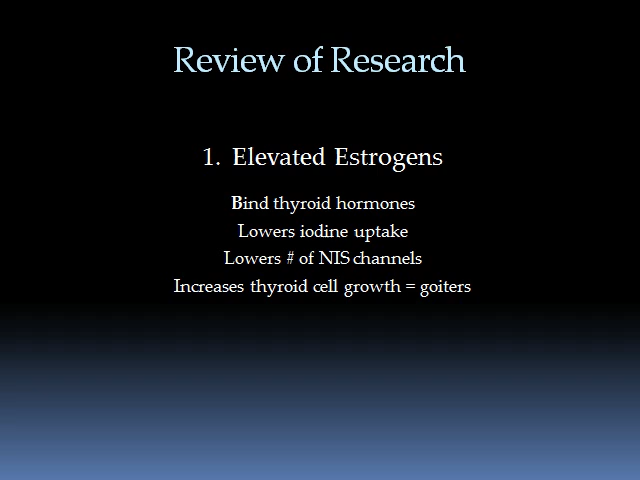 Review of Research
1. Elevated Estrogens
Bind thyroid hormones
Lowers iodine uptake
Lowers # of NIS channels
Increases thyroid cell growth = goiters